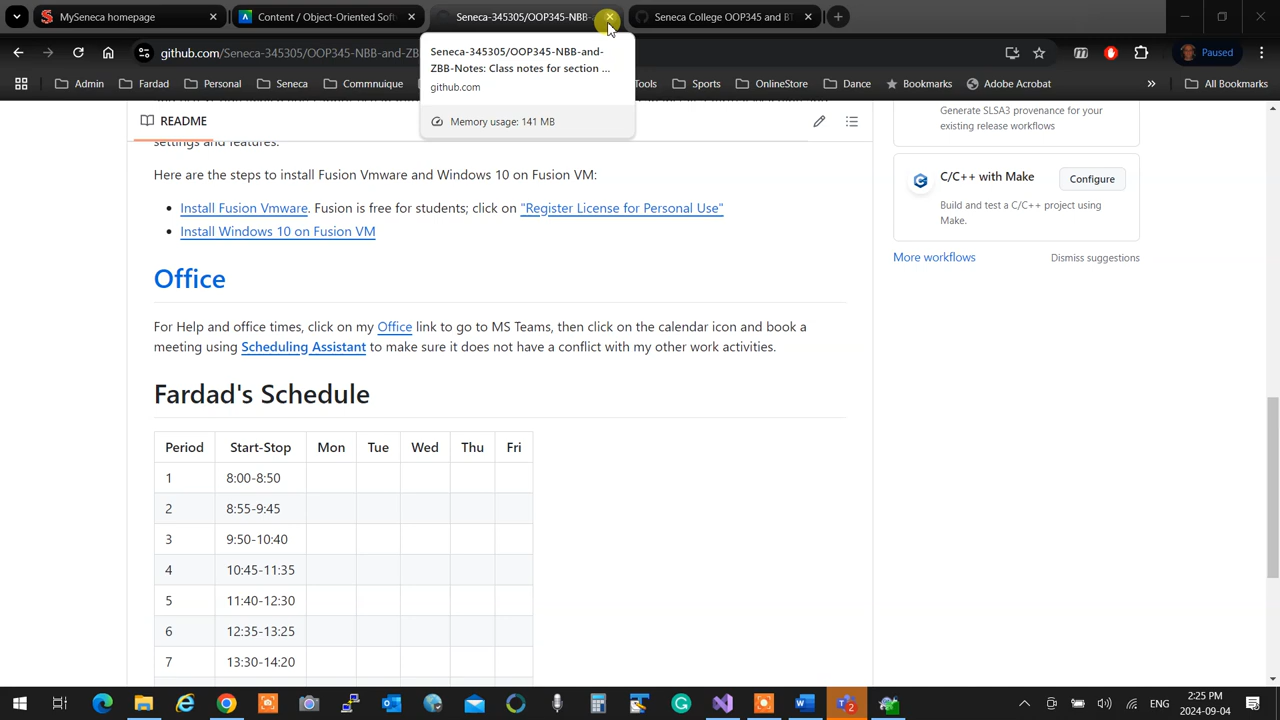 MySeneca homepage
Content / Object-Oriented Soft
Seneca-345305/OOP345-NBB-
Seneca College OOP345 and BT
github.com/Seneca-345305/OOP345-NBB-and-ZB
Paused
Admin
Fardad
Personal
Seneca
Commnuique
Tools
Sports
OnlineStore
Dance
Bookmarks
Adobe Acrobat
All Bookmarks
Seneca-345305/OOP345-NBB-and-
ZBB-Notes: Class notes for section ...
github.com
Memory usage: 141 MB
README
settings and features.
Here are the steps to install Fusion Vmware and Windows 10 on Fusion VM:
Install Fusion Vmware. Fusion is free for students; click on "Register License for Personal Use"
Install Windows 10 on Fusion VM
Office
For Help and office times, click on my Office link to go to MS Teams, then click on the calendar icon and book a
meeting using Scheduling Assistant to make sure it does not have a conflict with my other work activities.
Fardad's Schedule
Period Start-Stop Mon Tue Wed Thu Fri
1 8:00-8:50
2 8:55-9:45
3 9:50-10:40
4 10:45-11:35
5 11:40-12:30
6 12:35-13:25
7 13:30-14:20
Generate SLSA3 provenance for your
existing release workflows
C/C++ with Make
Configure
Build and test a C/C++ project using
Make.
More workflows
Dismiss suggestions
ENG
2:25 PM
2024-09-04